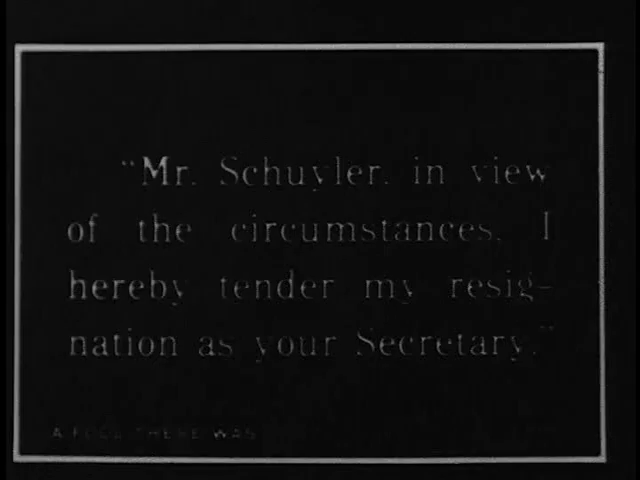 "Mr. Schuyler, in view
of the circumstances, I
hereby tender my resig-
nation as your Secretary."
A FOOL THERE WAS